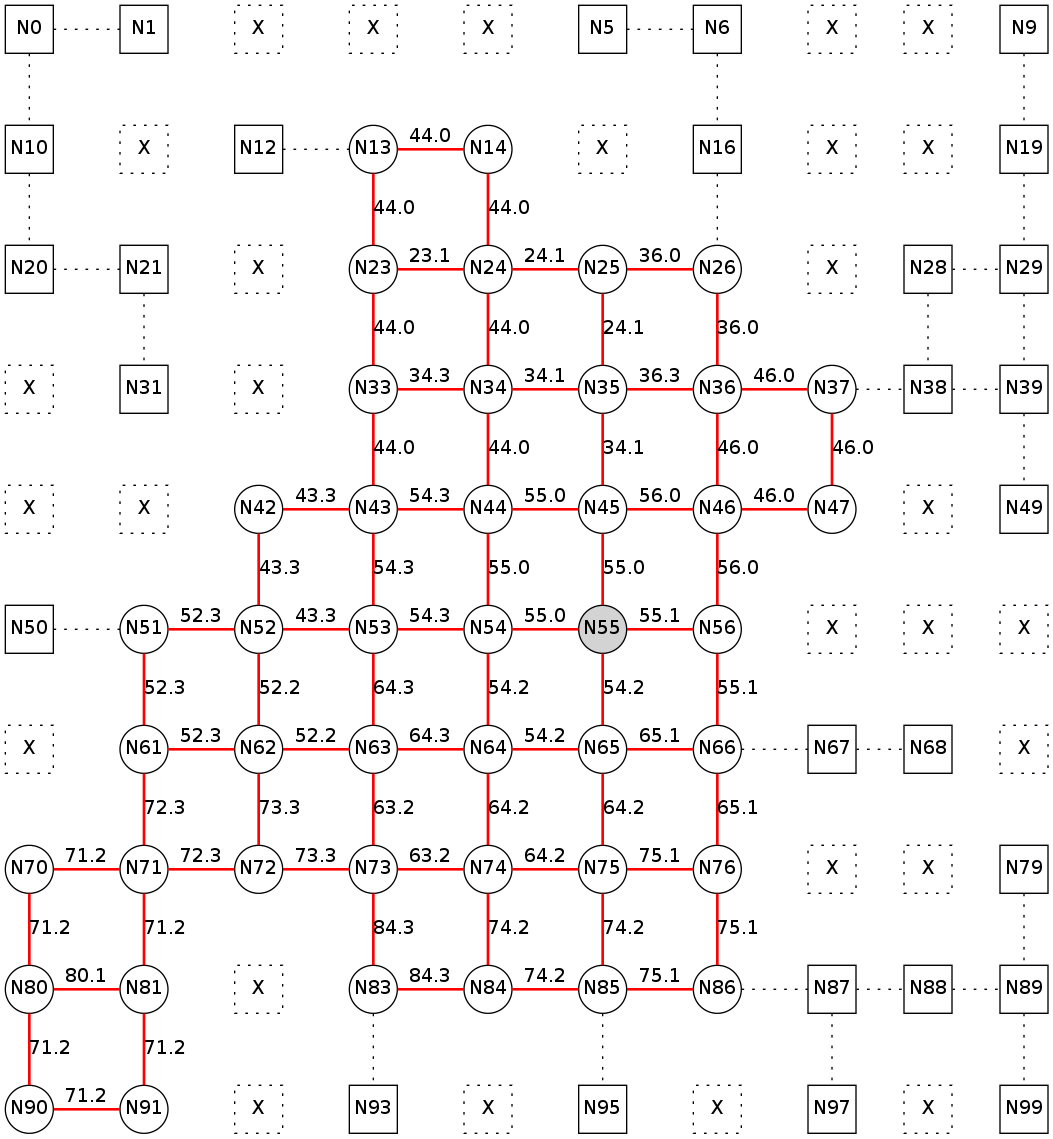 N0 N1 X X X N5 N6 X X N9
44.0
N10 X N12 N13 N14 X N16 X X N19
44.0 44.0
23.1 24.1 36.0
N20 N21 X N23 N24 N25 N26 X N28 N29
44.0 44.0 24.1 36.0
34.3 34.1 36.3 46.0
X N31 X N33 N34 N35 N36 N37 N38 N39
44.0 44.0 34.1 46.0 46.0
43.3 54.3 55.0 56.0 46.0
X X N42 N43 N44 N45 N46 N47 X N49
43.3 54.3 55.0 55.0 56.0
52.3 43.3 54.3 55.0 55.1
N50 N51 N52 N53 N54 N55 N56 X X X
52.3 52.2 64.3 54.2 54.2 55.1
52.3 52.2 64.3 54.2 65.1
X N61 N62 N63 N64 N65 N66 N67 N68 X
72.3 73.3 63.2 64.2 64.2 65.1
71.2 72.3 73.3 63.2 64.2 75.1
N70 N71 N72 N73 N74 N75 N76 X X N79
71.2 71.2 84.3 74.2 74.2 75.1
80.1 84.3 74.2 75.1
N80 N81 X N83 N84 N85 N86 N87 N88 N89
71.2 71.2
71.2
N90 N91 X N93 X N95 X N97 X N99